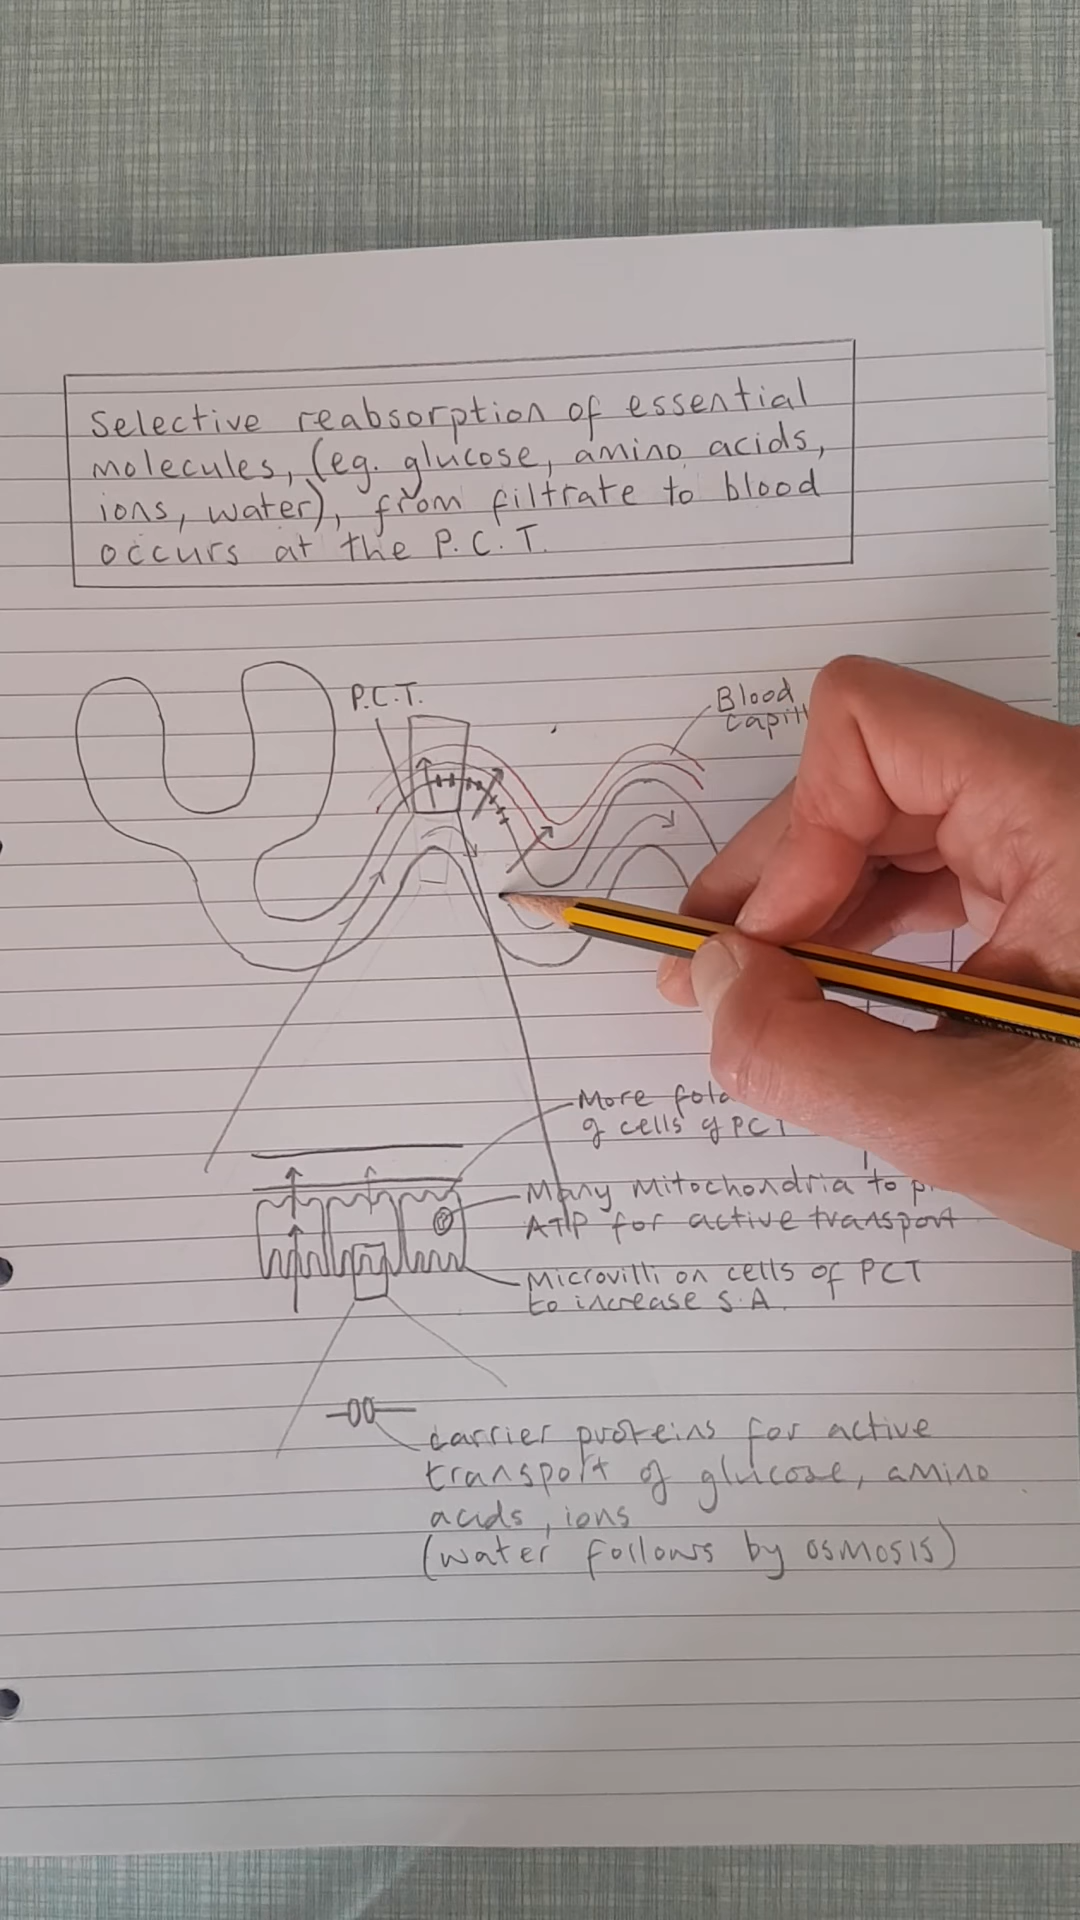 Selective reabsorption of essential
molecules, (eg. glucose, amino acids,
ions, water), from filtrate to blood
occurs at the P.C.T.
P.C.T.
Blood
More
of cells of PCT
Many mitochondria to
ATP for active transport
Microvilli on cells of PCT
to increase S.A.
carrier proteins for active
transport of glucose, amino
acids, ions
(water follows by osmosis)